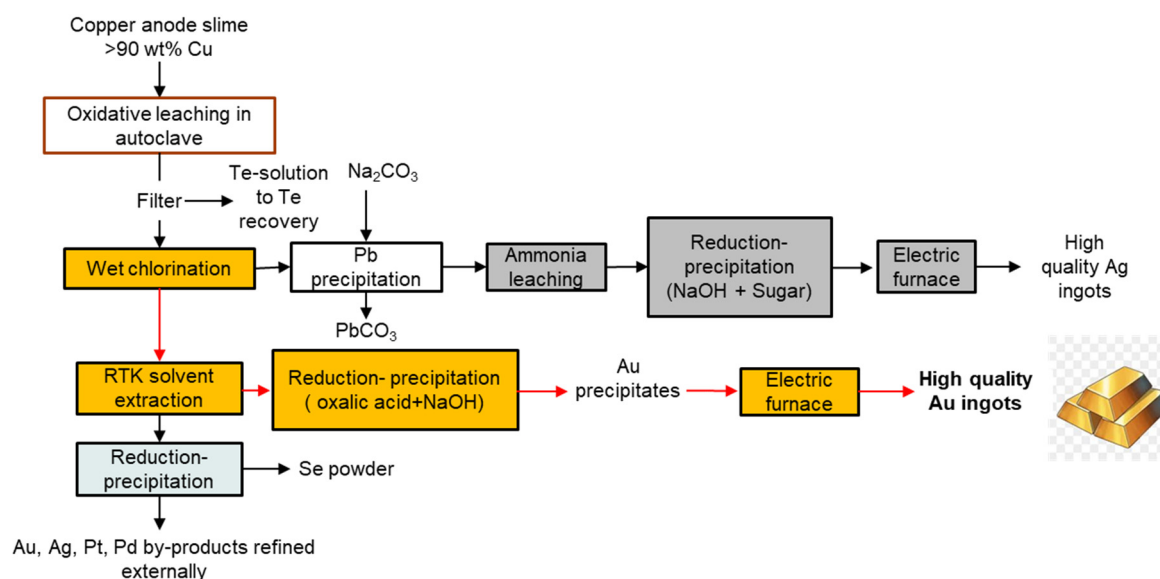 Copper anode slime
>90 wt% Cu
Oxidative leaching in
autoclave
Filter
Te-solution
to Te
recovery
Na₂CO₃
Wet chlorination
Pb
precipitation
Ammonia
leaching
Reduction-
precipitation
(NaOH + Sugar)
Electric
furnace
High
quality Ag
ingots
PbCO₃
RTK solvent
extraction
Reduction- precipitation
( oxalic acid+NaOH)
Au
precipitates
Electric
furnace
High quality
Au ingots
Reduction-
precipitation
Se powder
Au, Ag, Pt, Pd by-products refined
externally